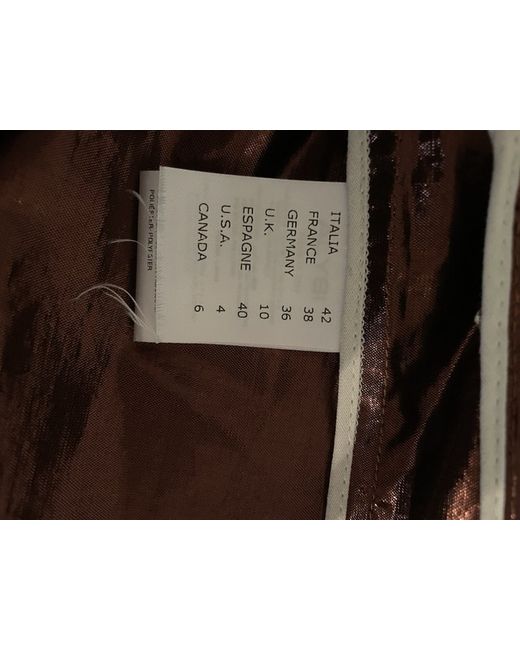 ITALIA 42
FRANCE 38
GERMANY 36
U.K. 10
ESPAGNE 40
U.S.A. 4
CANADA 6